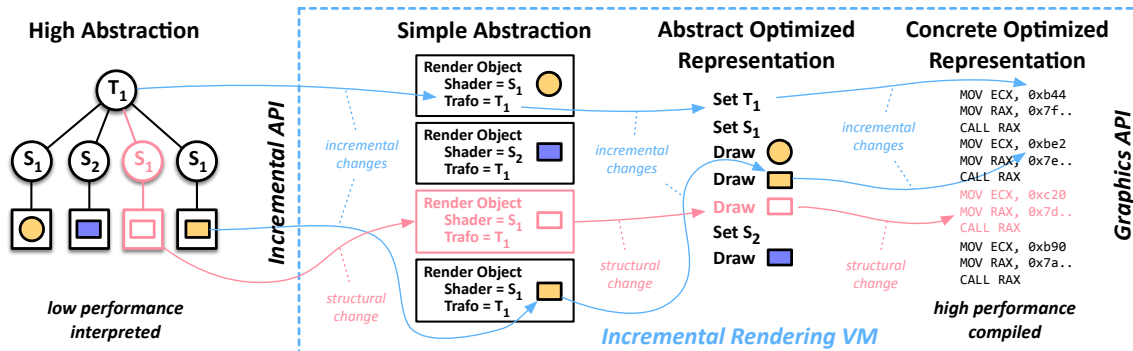 High Abstraction
T1
S1
S2
S1
S1
low performance
interpreted
Incremental API
Simple Abstraction
Render Object
Shader = S1
Trafo = T1
Render Object
Shader = S2
Trafo = T1
Render Object
Shader = S1
Trafo = T1
Render Object
Shader = S1
Trafo = T1
incremental
changes
structural
change
Abstract Optimized
Representation
Set T1
Set S1
Draw
Draw
Draw
Set S2
Draw
incremental
changes
structural
change
Incremental Rendering VM
Concrete Optimized
Representation
MOV ECX, 0xb44
MOV RAX, 0x7f..
CALL RAX
MOV ECX, 0xbe2
MOV RAX, 0x7e..
CALL RAX
MOV ECX, 0xc20
MOV RAX, 0x7d..
CALL RAX
MOV ECX, 0xb90
MOV RAX, 0x7a..
CALL RAX
incremental
changes
structural
change
high performance
compiled
Graphics API